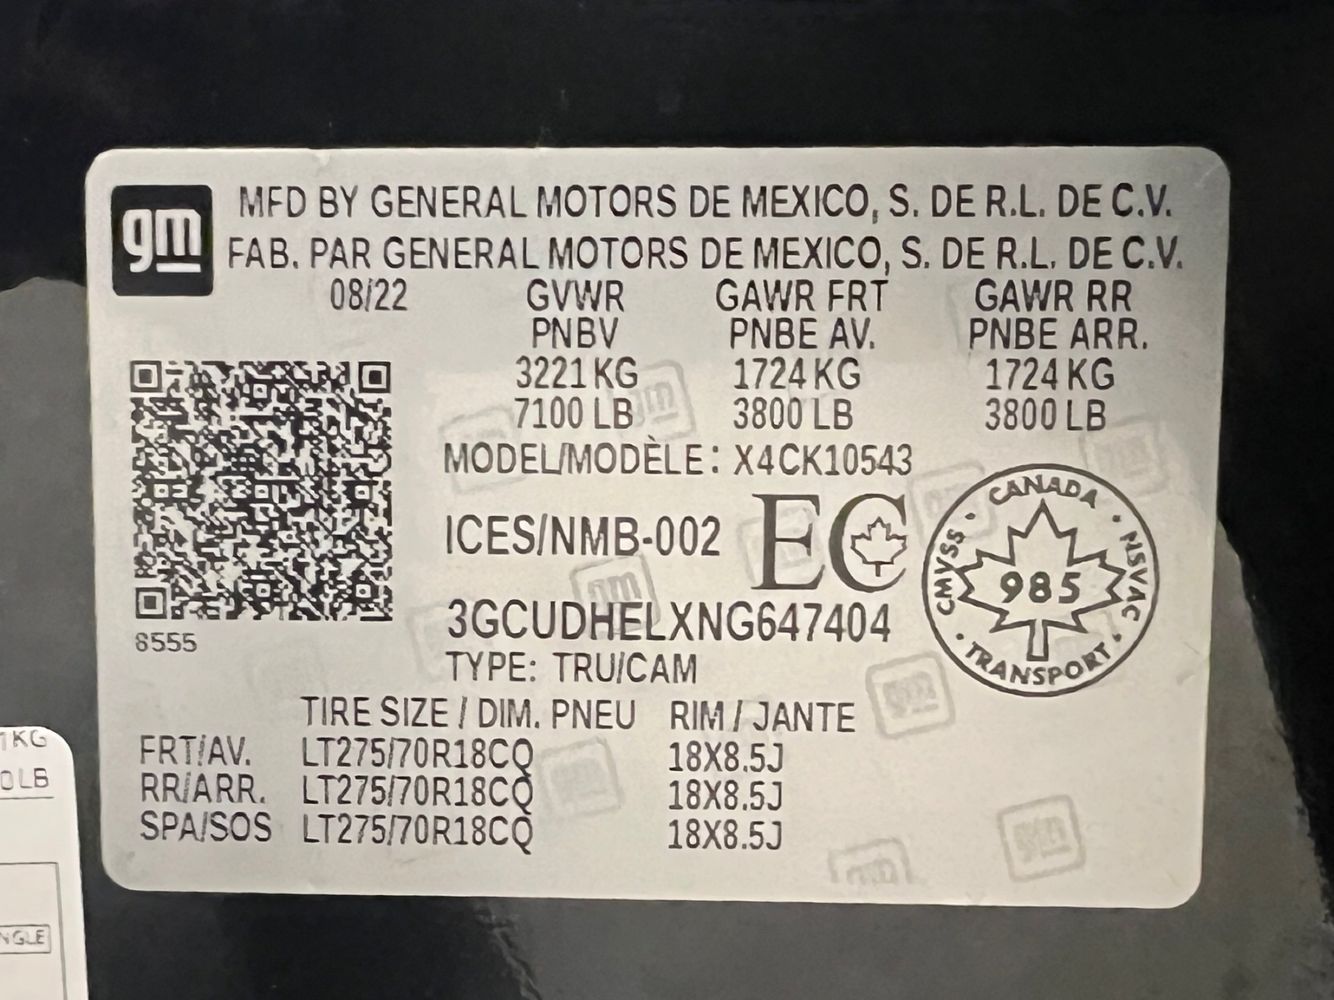 gm
MFD BY GENERAL MOTORS DE MEXICO, S. DE R.L. DE C.V.
FAB. PAR GENERAL MOTORS DE MEXICO, S. DE R.L. DE C.V.
08/22 GVWR GAWR FRT GAWR RR
PNBV PNBE AV. PNBE ARR.
3221 KG 1724 KG 1724 KG
7100 LB 3800 LB 3800 LB
MODEL/MODÈLE: X4CK10543
ICES/NMB-002 EC
CANADA
CMVSS • NSVAC
985
TRANSPORT
3GCUDHELXNG647404
8555
TYPE: TRU/CAM
TIRE SIZE / DIM. PNEU RIM / JANTE
FRT/AV. LT275/70R18CQ 18X8.5J
RR/ARR. LT275/70R18CQ 18X8.5J
SPA/SOS LT275/70R18CQ 18X8.5J
KG
LB